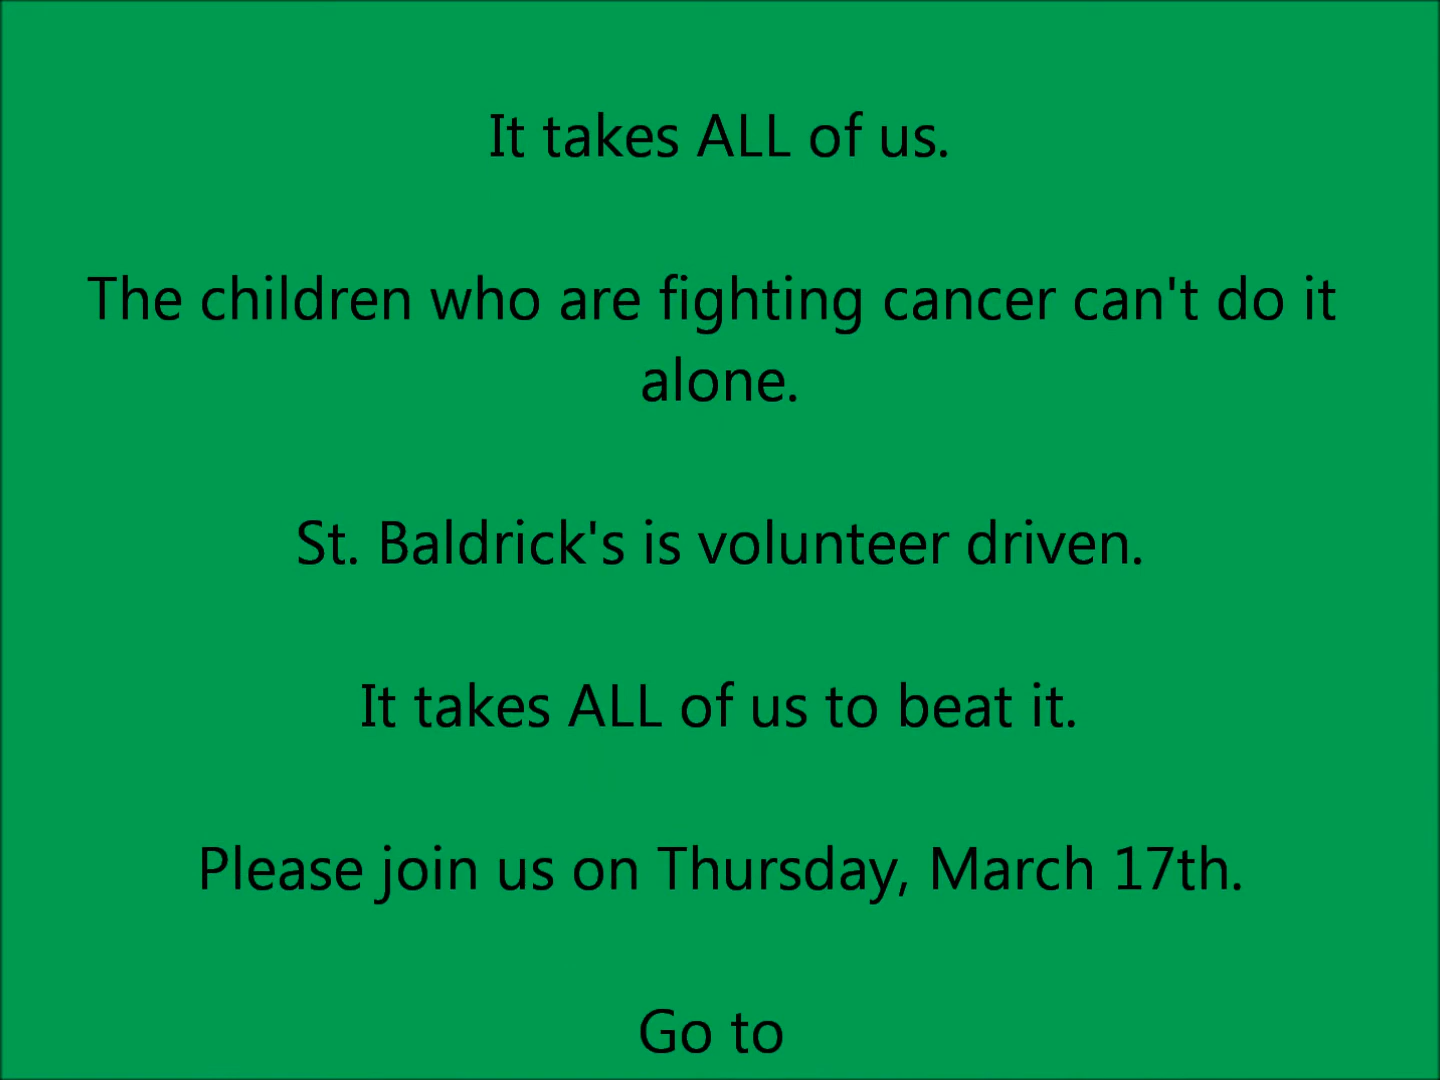 It takes ALL of us.
The children who are fighting cancer can't do it
alone.
St. Baldrick's is volunteer driven.
It takes ALL of us to beat it.
Please join us on Thursday, March 17th.
Go to